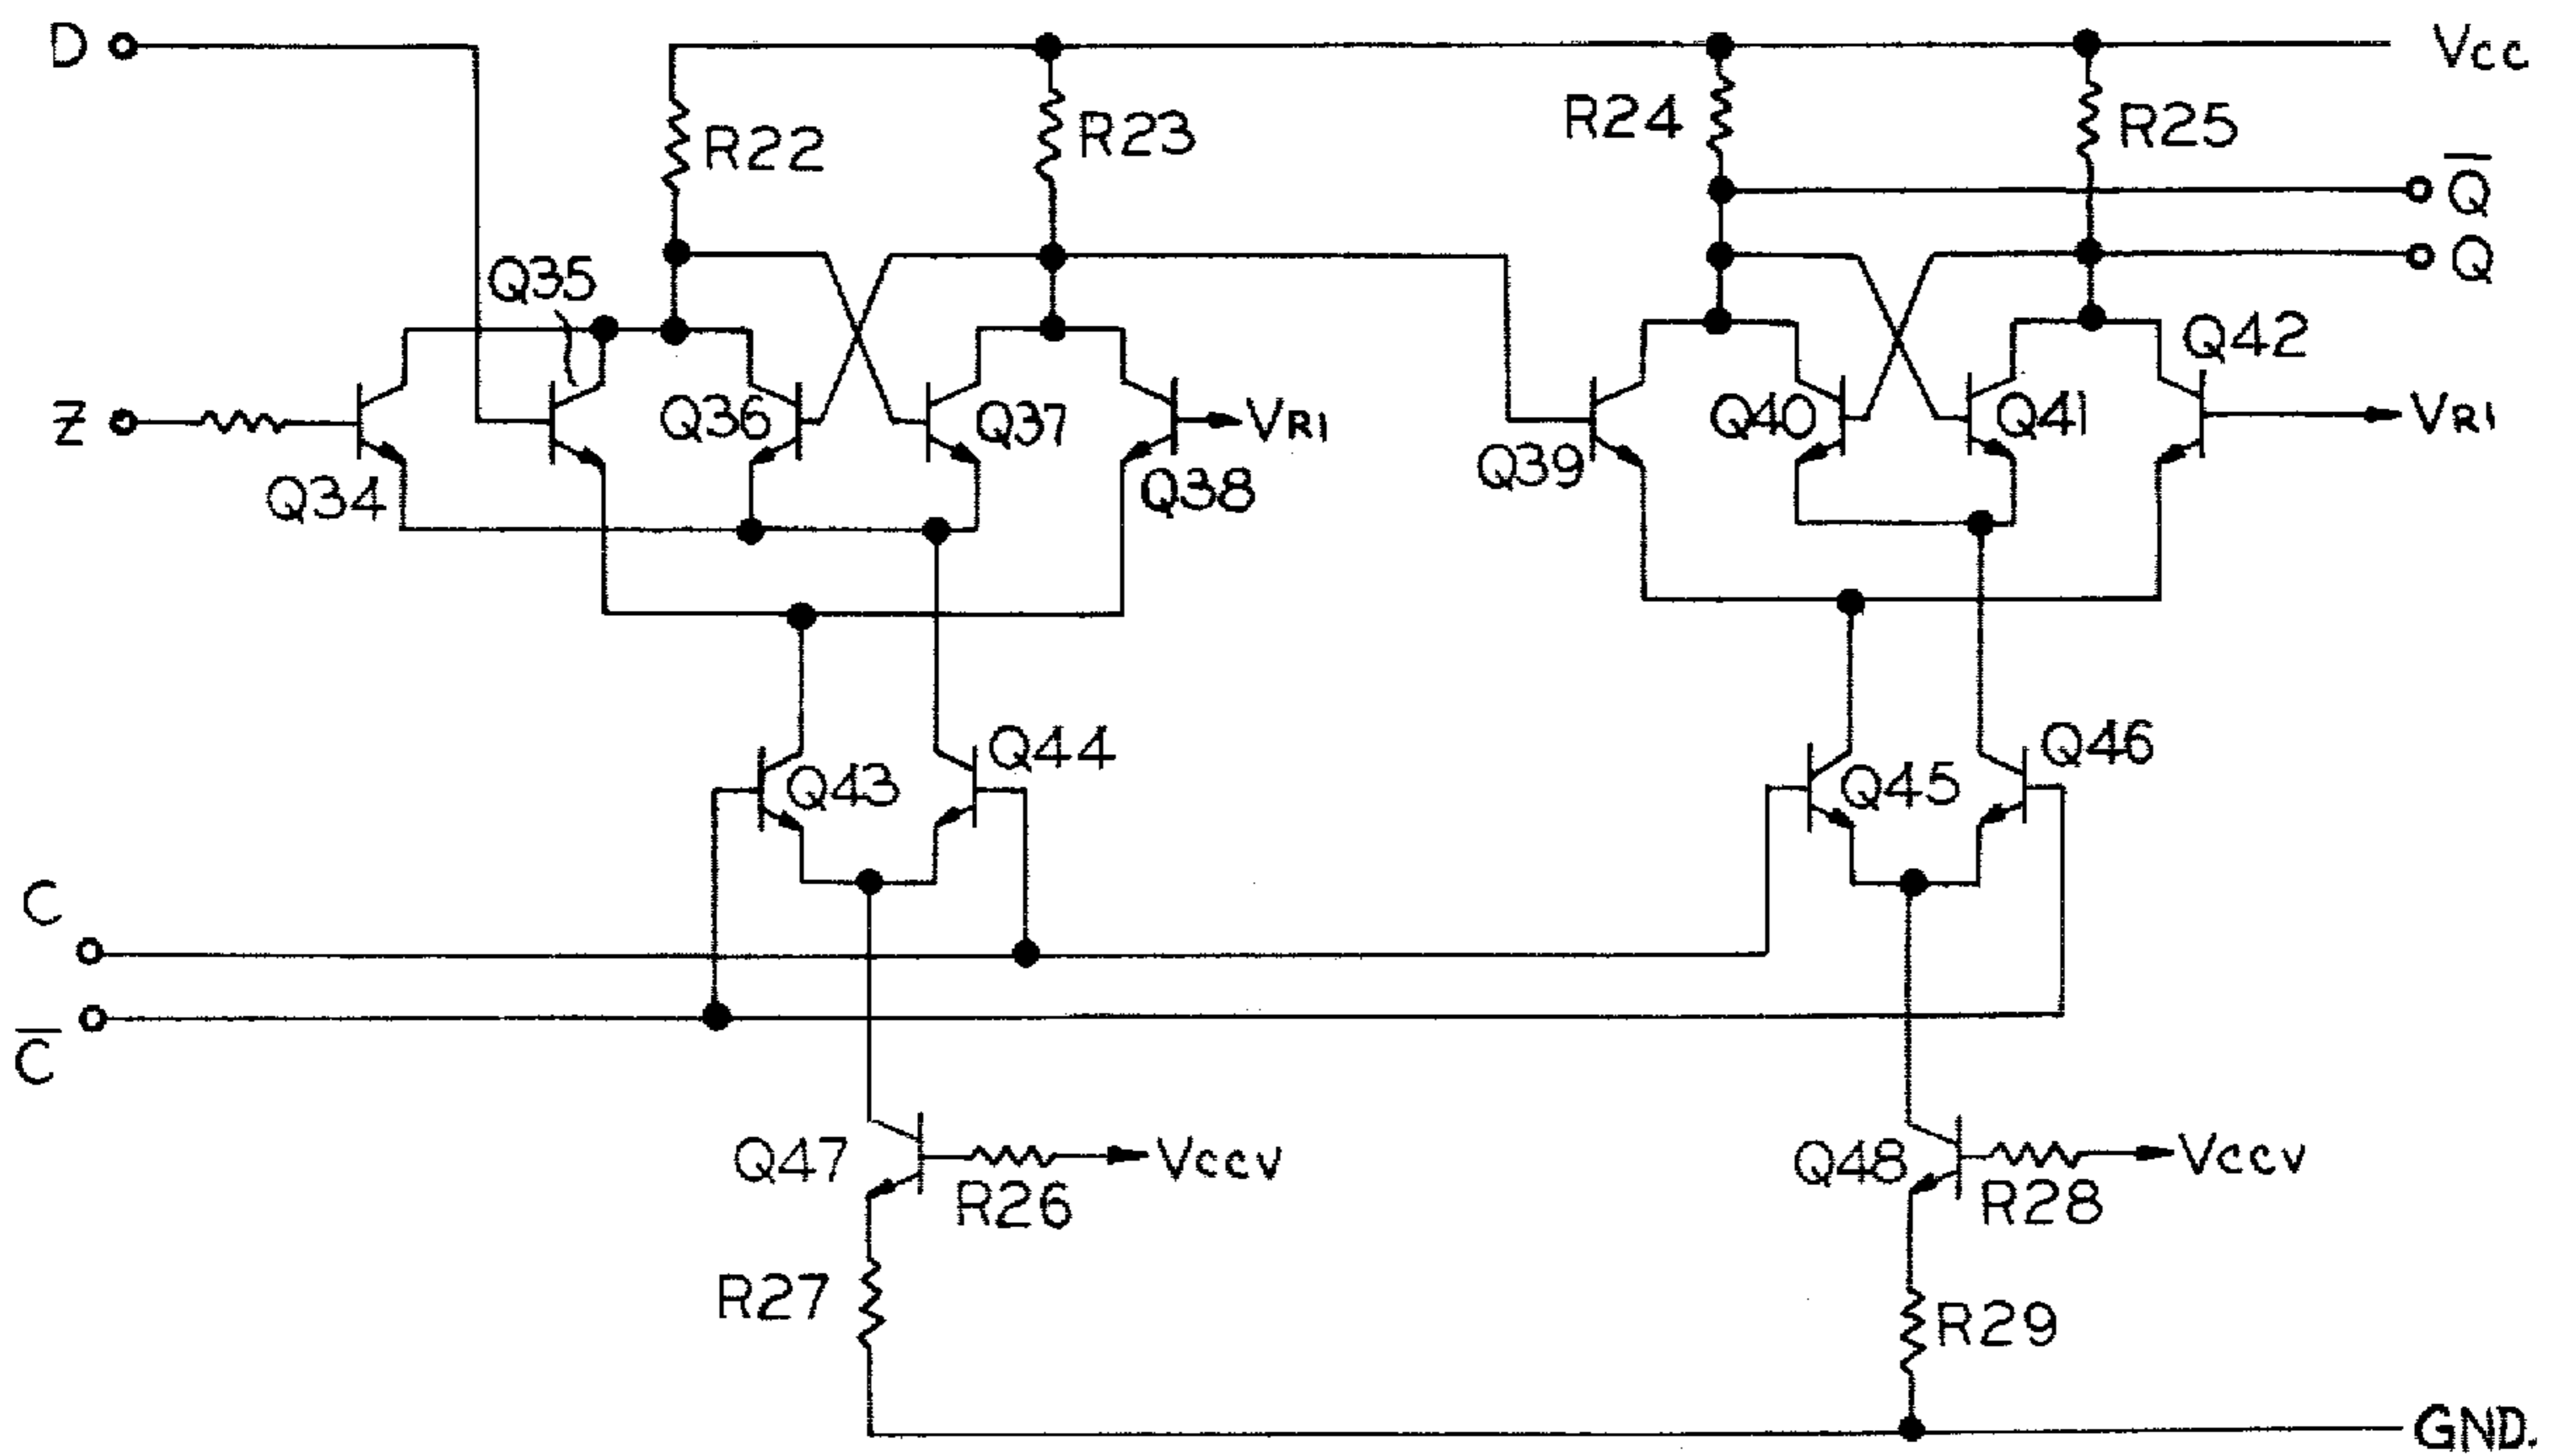 D
Vcc
R22
R23
R24
R25
Q̅
Q
Q35
Q42
Z
Q36
Q37
VR1
Q40
Q41
VR1
Q34
Q38
Q39
Q43
Q44
Q45
Q46
C
C̅
Q47
R26
VCCV
Q48
R28
VCCV
R27
R29
GND.